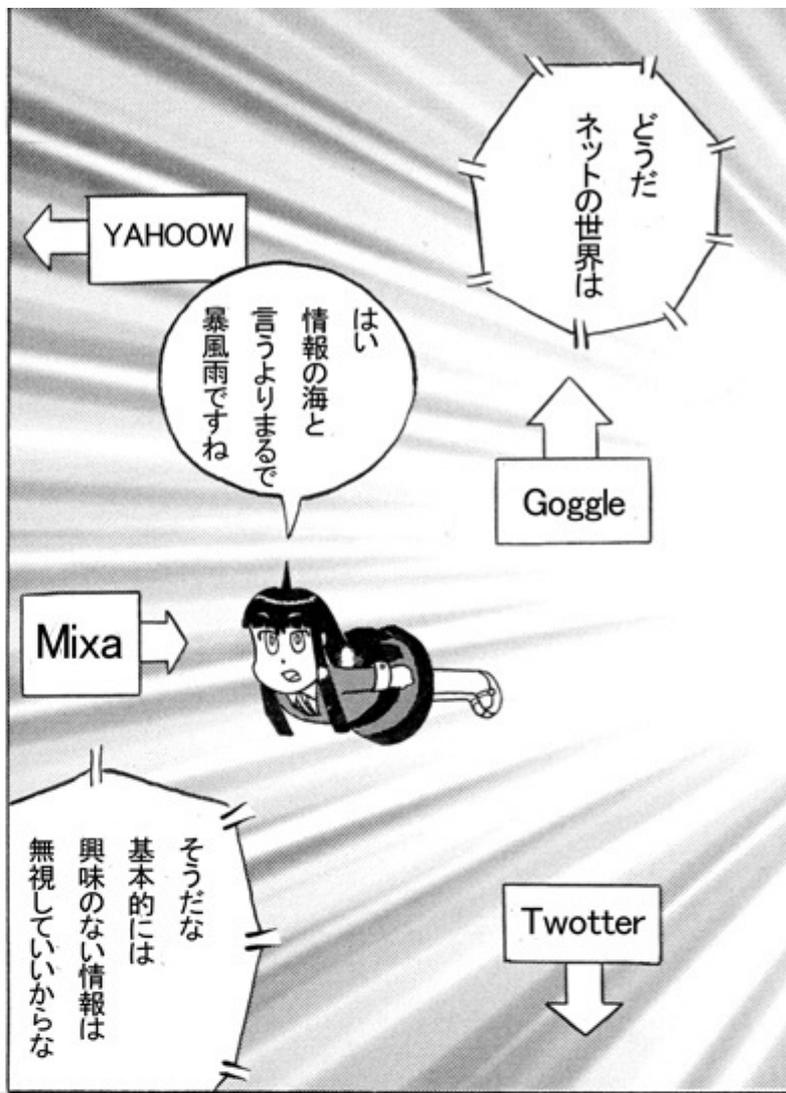 どうだ
ネットの世界は
YAHOOW
はい
情報の海と
言うよりまるで
暴風雨ですね
Goggle
Mixa
Twotter
そうだな
基本的には
興味のない情報は
無視していいからな